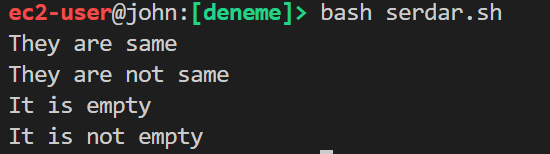 ec2-user@john:[deneme]> bash serdar.sh
They are same
They are not same
It is empty
It is not empty